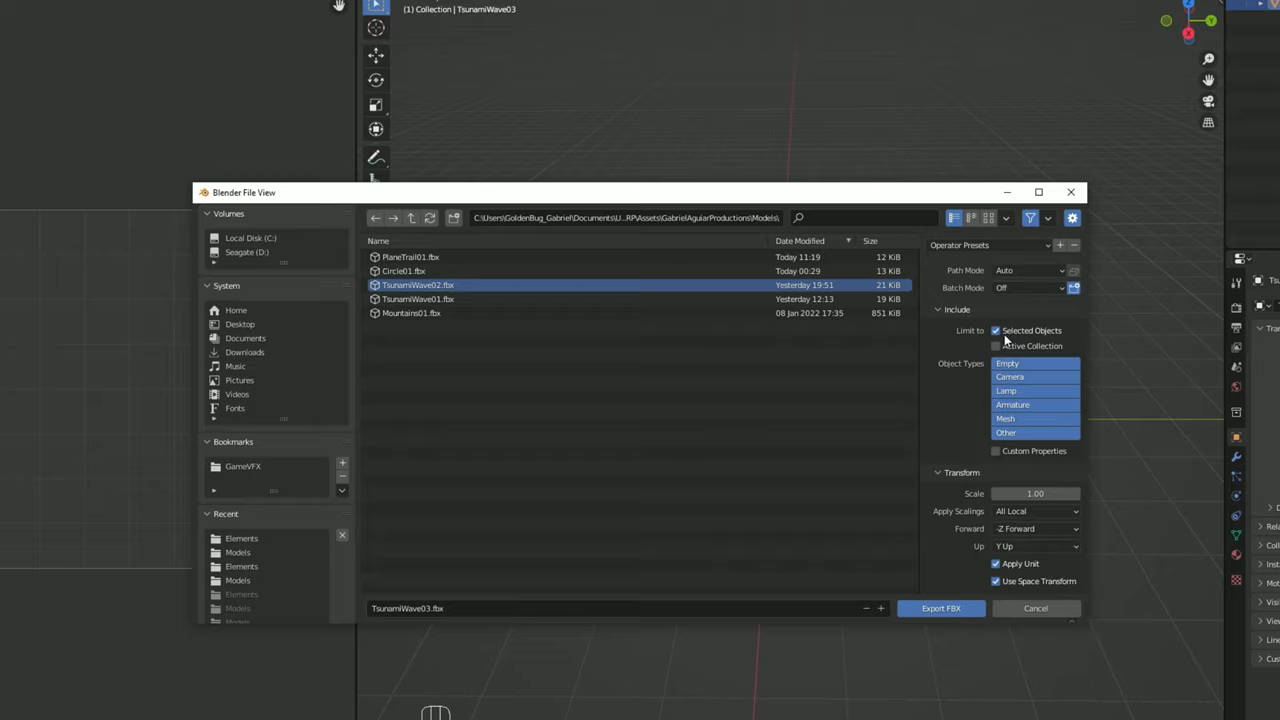 (1) Collection | TsunamiWave03
Blender File View
Volumes
Local Disk (C:)
Seagate (D:)
System
Home
Desktop
Documents
Downloads
Music
Pictures
Videos
Fonts
Bookmarks
GameVFX
Recent
Elements
Models
Elements
Models
Elements
Models
C:\Users\GoldenBug_Gabriel\Documents\U...RP\Assets\GabrielAguiarProductions\Models\
Name Date Modified Size
PlaneTrail01.fbx Today 11:19 12 KiB
Circle01.fbx Today 00:29 13 KiB
TsunamiWave02.fbx Yesterday 19:51 21 KiB
TsunamiWave01.fbx Yesterday 12:13 19 KiB
Mountains01.fbx 08 Jan 2022 17:35 851 KiB
TsunamiWave03.fbx
Operator Presets
Path Mode Auto
Batch Mode Off
Include
Limit to Selected Objects
Active Collection
Object Types Empty
Camera
Lamp
Armature
Mesh
Other
Custom Properties
Transform
Scale 1.00
Apply Scalings All Local
Forward -Z Forward
Up Y Up
Apply Unit
Use Space Transform
Export FBX Cancel
Z
Y
X